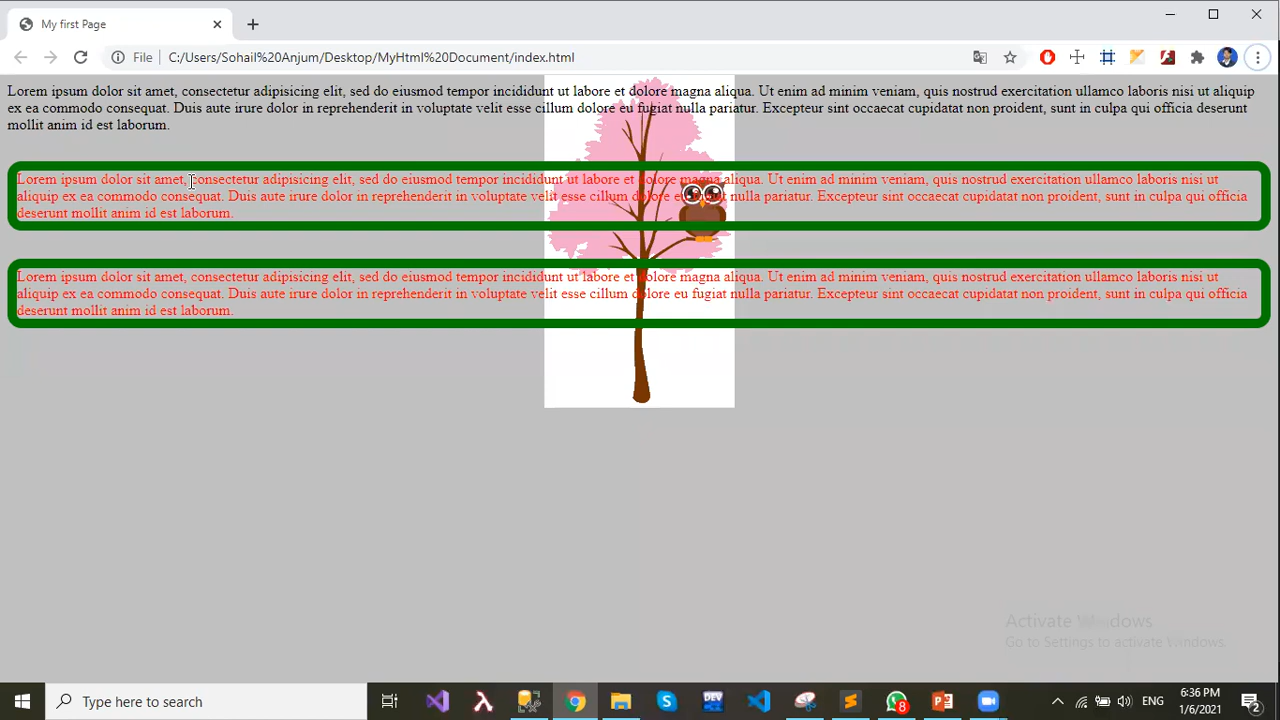 My first Page
File
C:/Users/Sohail%20Anjum/Desktop/MyHtml%20Document/index.html
Lorem ipsum dolor sit amet, consectetur adipisicing elit, sed do eiusmod tempor incididunt ut labore et dolore magna aliqua. Ut enim ad minim veniam, quis nostrud exercitation ullamco laboris nisi ut aliquip
ex ea commodo consequat. Duis aute irure dolor in reprehenderit in voluptate velit esse cillum dolore eu fugiat nulla pariatur. Excepteur sint occaecat cupidatat non proident, sunt in culpa qui officia deserunt
mollit anim id est laborum.
Lorem ipsum dolor sit amet, consectetur adipisicing elit, sed do eiusmod tempor incididunt ut labore et dolore magna aliqua. Ut enim ad minim veniam, quis nostrud exercitation ullamco laboris nisi ut
aliquip ex ea commodo consequat. Duis aute irure dolor in reprehenderit in voluptate velit esse cillum dolore eu fugiat nulla pariatur. Excepteur sint occaecat cupidatat non proident, sunt in culpa qui officia
deserunt mollit anim id est laborum.
Lorem ipsum dolor sit amet, consectetur adipisicing elit, sed do eiusmod tempor incididunt ut labore et dolore magna aliqua. Ut enim ad minim veniam, quis nostrud exercitation ullamco laboris nisi ut
aliquip ex ea commodo consequat. Duis aute irure dolor in reprehenderit in voluptate velit esse cillum dolore eu fugiat nulla pariatur. Excepteur sint occaecat cupidatat non proident, sunt in culpa qui officia
deserunt mollit anim id est laborum.
Activate Windows
Go to Settings to activate Windows.
Type here to search
DEV
8
ENG
6:36 PM
1/6/2021
2